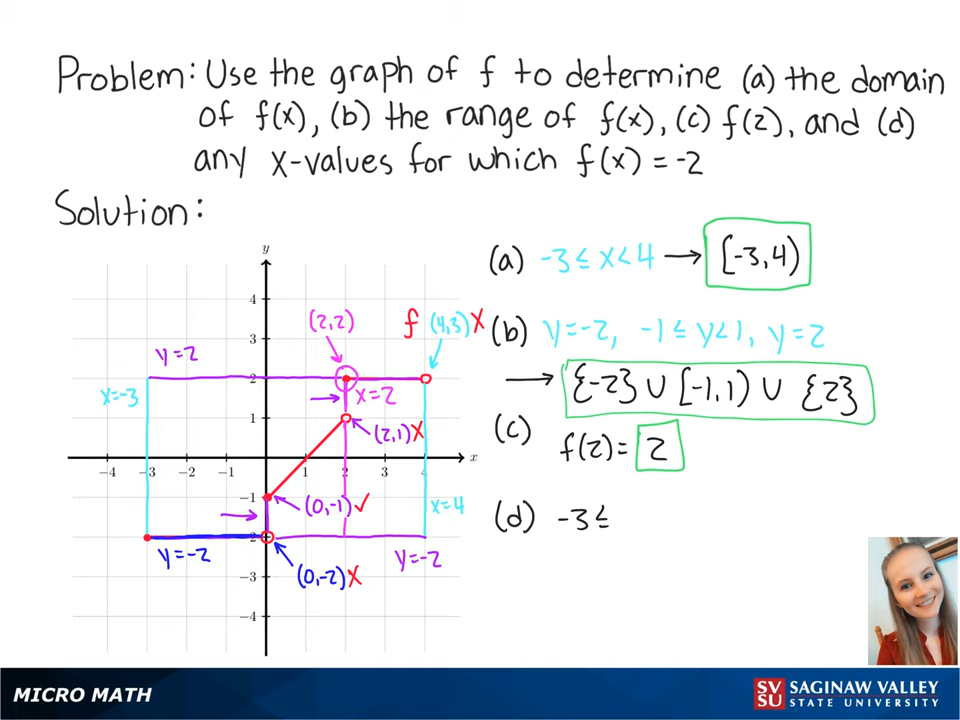 Problem: Use the graph of f to determine (a) the domain
of f(x), (b) the range of f(x), (c) f(2), and (d)
any x-values for which f(x) = -2
Solution:
(a) -3 ≤ x < 4 → [-3,4)
(b) y=-2, -1 ≤ y < 1, y=2
→ {-2} ∪ [-1,1) ∪ {2}
(c) f(2) = 2
(d) -3 ≤
y
4
3
2
1
-1
2
-3
-4
-4 -3 -2 -1 1 2 3 4 x
(2,2)
f (4,3) X
y=2
x=-3
x=2
(2,1) X
(0,-1) ✓
x=4
y=-2
y=-2
(0,-2) X
MICRO MATH
SV SU
SAGINAW VALLEY
STATE UNIVERSITY